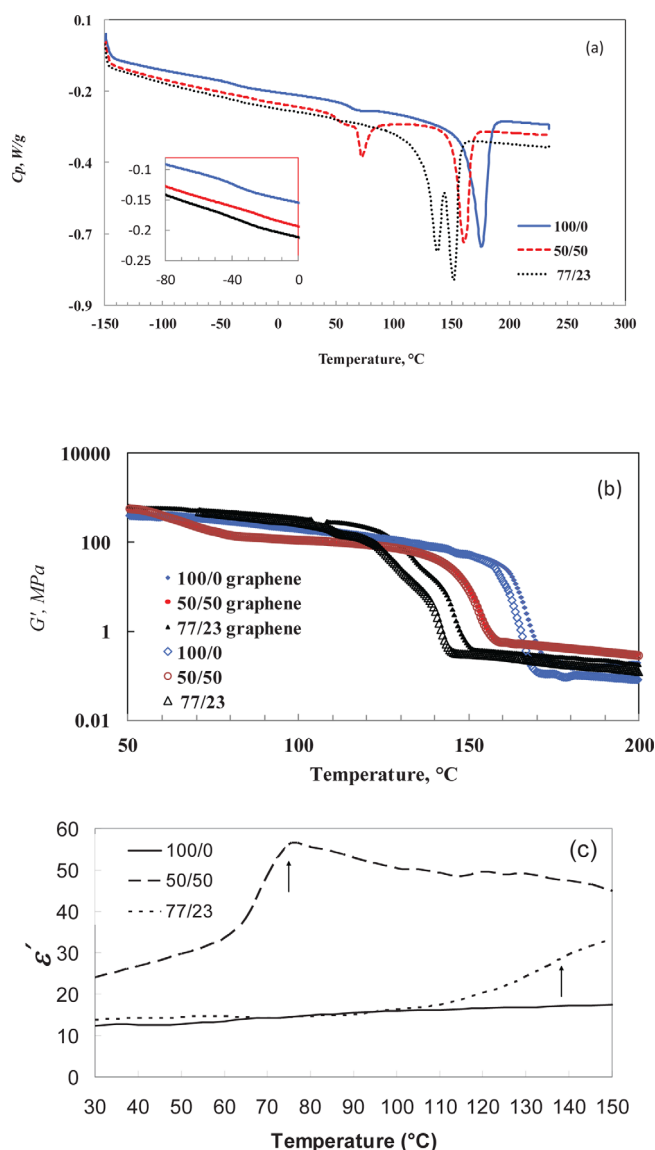 0.1
(a)
-0.2
-0.4
-0.7
-0.9
Cp, W/g
-0.1
-0.15
-0.2
-0.25
-80 -60 -40 -20 0
100/0
50/50
77/23
-150 -100 -50 0 50 100 150 200 250 300
Temperature, °C
10000
(b)
100
1
0.01
G', MPa
100/0 graphene
50/50 graphene
77/23 graphene
100/0
50/50
77/23
50 100 150 200
Temperature, °C
60
(c)
50
40
30
20
10
0
ε′
100/0
50/50
77/23
30 40 50 60 70 80 90 100 110 120 130 140 150
Temperature (°C)